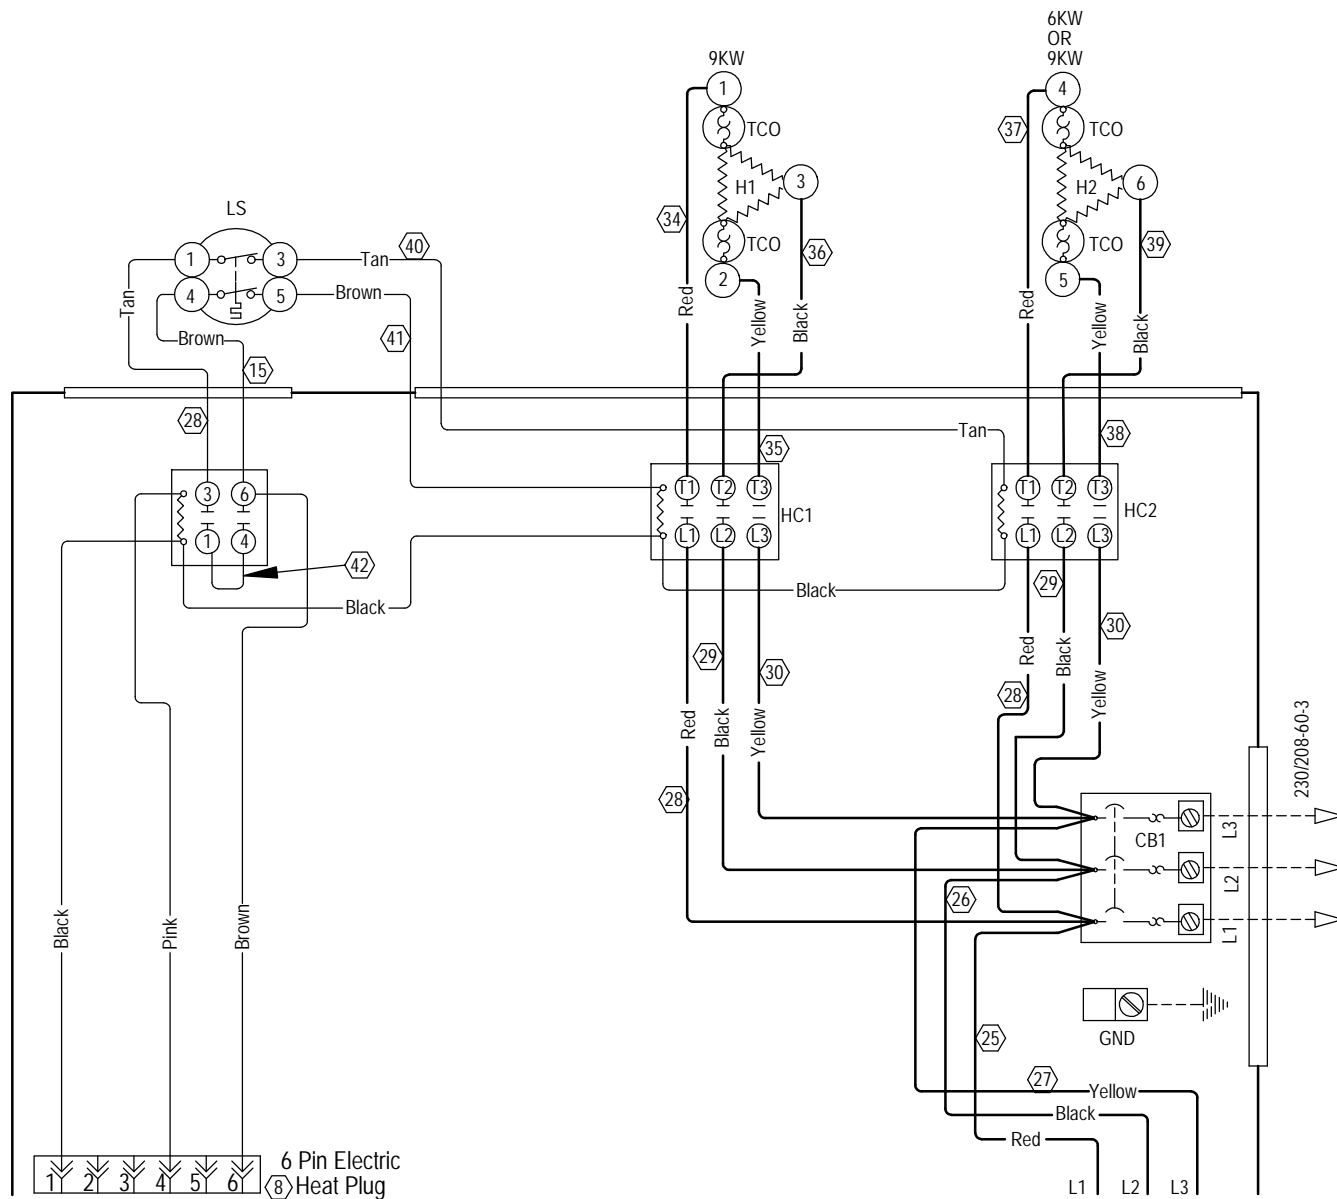 6KW
OR
9KW
9KW
1
4
TCO
TCO
37
H1
3
H2
6
LS
34
TCO
TCO
36
39
40
1
3
Tan
2
5
4
5
Brown
Tan
Red
Yellow
Black
Red
Yellow
Black
Brown
41
15
28
Tan
35
38
3
6
T1
T2
T3
T1
T2
T3
HC1
HC2
1
4
L1
L2
L3
L1
L2
L3
42
29
Black
Black
30
29
30
Red
Black
Yellow
28
Red
Black
Yellow
28
230/208-60-3
CB1
L3
L2
L1
26
Black
Pink
Brown
25
GND
27
Yellow
Black
Red
6 Pin Electric
1 2 3 4 5 6
8 Heat Plug
L1 L2 L3